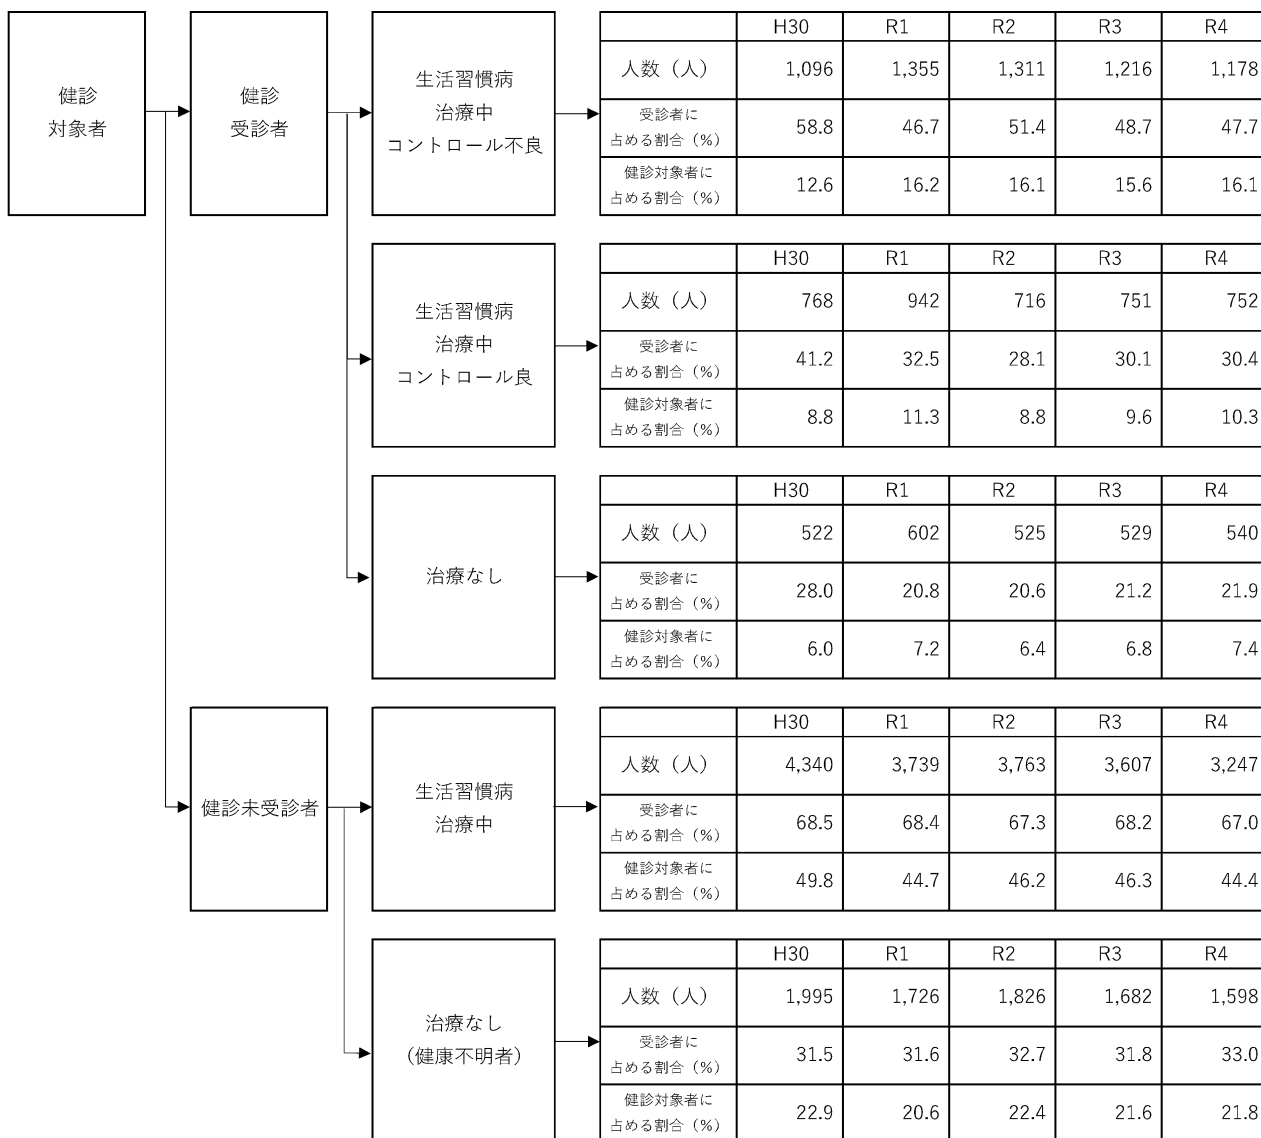 健診
対象者
健診
受診者
生活習慣病
治療中
コントロール不良
H30 R1 R2 R3 R4
人数（人） 1,096 1,355 1,311 1,216 1,178
受診者に
占める割合（%） 58.8 46.7 51.4 48.7 47.7
健診対象者に
占める割合（%） 12.6 16.2 16.1 15.6 16.1
生活習慣病
治療中
コントロール良
H30 R1 R2 R3 R4
人数（人） 768 942 716 751 752
受診者に
占める割合（%） 41.2 32.5 28.1 30.1 30.4
健診対象者に
占める割合（%） 8.8 11.3 8.8 9.6 10.3
治療なし
H30 R1 R2 R3 R4
人数（人） 522 602 525 529 540
受診者に
占める割合（%） 28.0 20.8 20.6 21.2 21.9
健診対象者に
占める割合（%） 6.0 7.2 6.4 6.8 7.4
健診未受診者
生活習慣病
治療中
H30 R1 R2 R3 R4
人数（人） 4,340 3,739 3,763 3,607 3,247
受診者に
占める割合（%） 68.5 68.4 67.3 68.2 67.0
健診対象者に
占める割合（%） 49.8 44.7 46.2 46.3 44.4
治療なし
（健康不明者）
H30 R1 R2 R3 R4
人数（人） 1,995 1,726 1,826 1,682 1,598
受診者に
占める割合（%） 31.5 31.6 32.7 31.8 33.0
健診対象者に
占める割合（%） 22.9 20.6 22.4 21.6 21.8